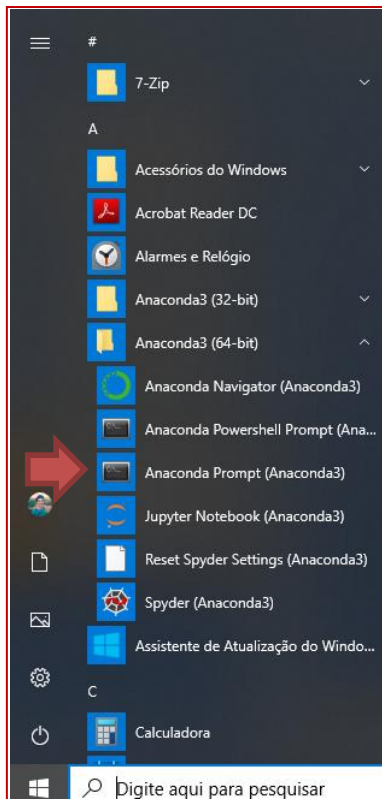 #
7-Zip
A
Acessórios do Windows
Acrobat Reader DC
Alarmes e Relógio
Anaconda3 (32-bit)
Anaconda3 (64-bit)
Anaconda Navigator (Anaconda3)
Anaconda Powershell Prompt (Ana...
Anaconda Prompt (Anaconda3)
Jupyter Notebook (Anaconda3)
Reset Spyder Settings (Anaconda3)
Spyder (Anaconda3)
Assistente de Atualização do Windo...
C
Calculadora
Digite aqui para pesquisar